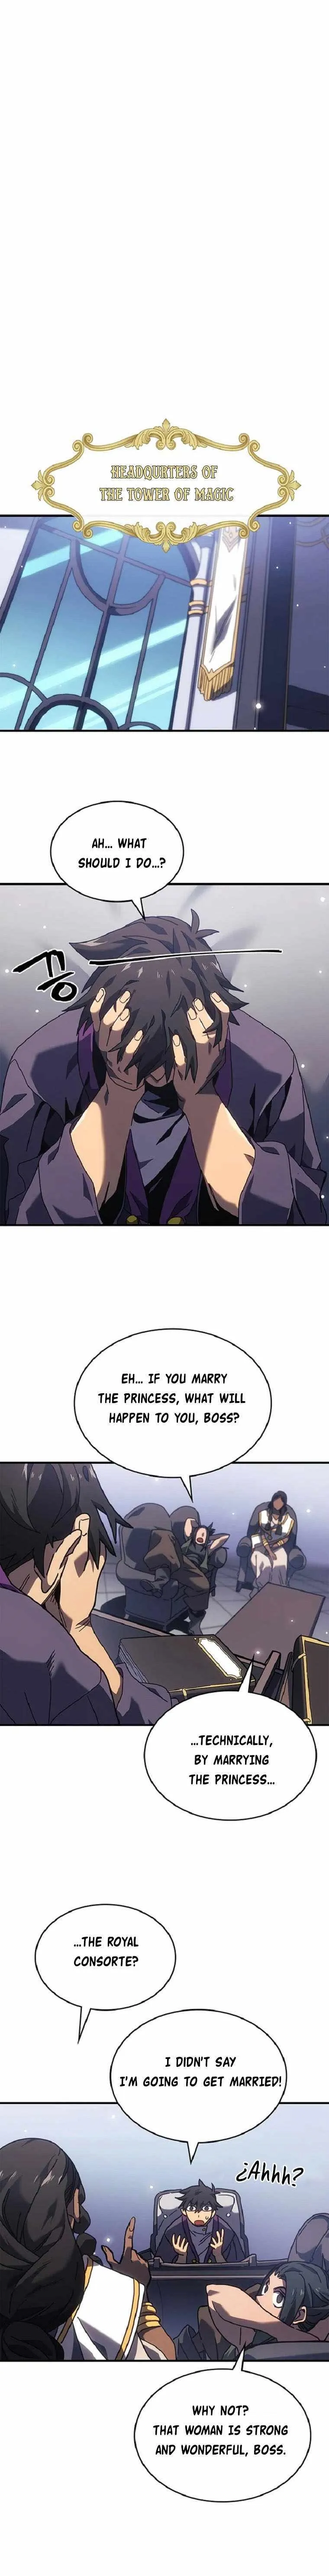 HEADQURTERS OF
THE TOWER OF MAGIC
AH... WHAT
SHOULD I DO...?
EH... IF YOU MARRY
THE PRINCESS, WHAT WILL
HAPPEN TO YOU, BOSS?
...TECHNICALLY,
BY MARRYING
THE PRINCESS...
...THE ROYAL
CONSORTE?
I DIDN'T SAY
I'M GOING TO GET MARRIED!
¿Ahhh?
WHY NOT?
THAT WOMAN IS STRONG
AND WONDERFUL, BOSS.